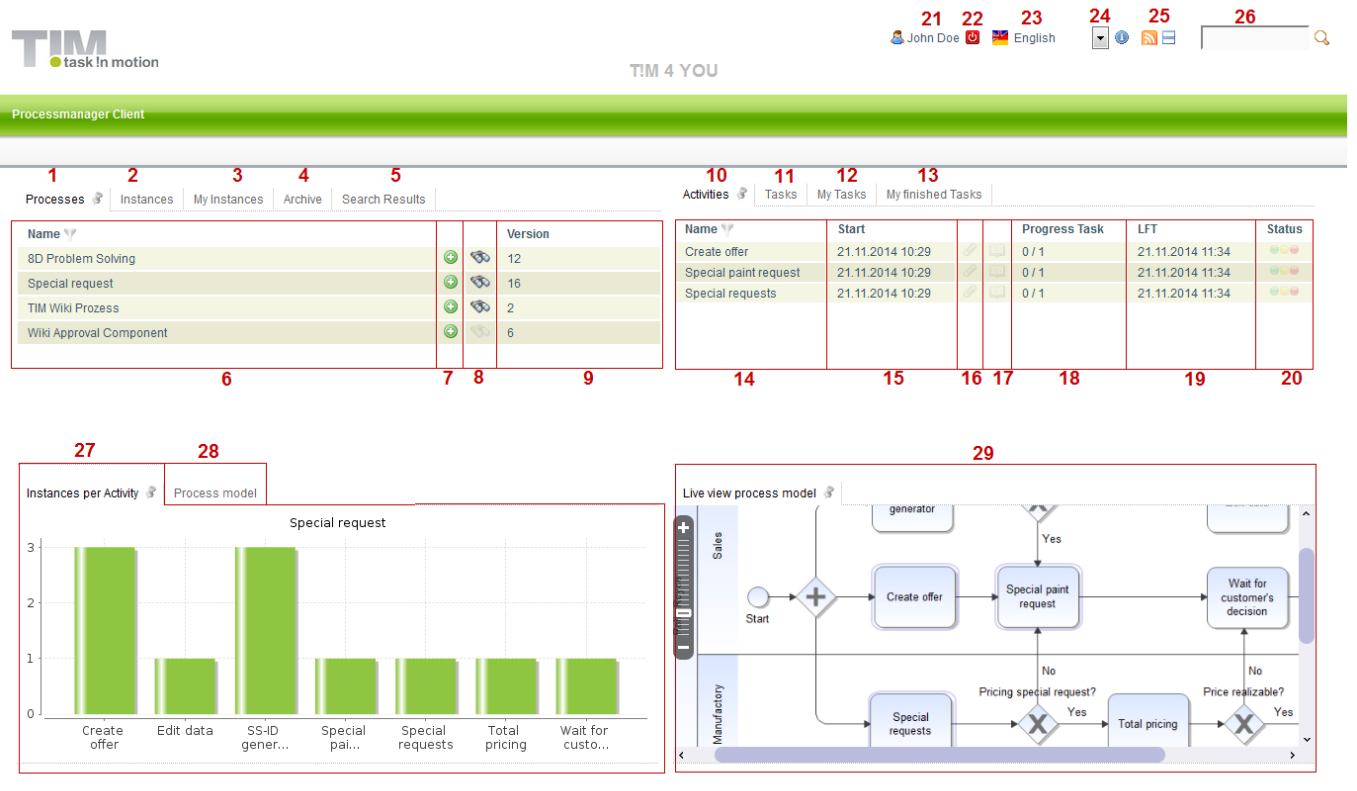 21 22 23 24 25 26
John Doe English
TIM
task !n motion
T!M 4 YOU
Processmanager Client
1 2 3 4 5
Processes Instances My Instances Archive Search Results
Name Version
8D Problem Solving 12
Special request 16
TIM Wiki Prozess 2
Wiki Approval Component 6
6 7 8 9
10 11 12 13
Activities Tasks My Tasks My finished Tasks
Name Start Progress Task LFT Status
Create offer 21.11.2014 10:29 0 / 1 21.11.2014 11:34
Special paint request 21.11.2014 10:29 0 / 1 21.11.2014 11:34
Special requests 21.11.2014 10:29 0 / 1 21.11.2014 11:34
14 15 16 17 18 19 20
27 28
Instances per Activity Process model
Special request
3
2
1
0
Create
offer
Edit data
SS-ID
gener...
Special
pai...
Special
requests
Total
pricing
Wait for
custo...
29
Live view process model
generator
Yes
Sales
Start
Create offer
Special paint
request
Wait for
customer's
decision
No
No
Pricing special request?
Price realizable?
Yes
Yes
Manufactory
Special
requests
Total pricing